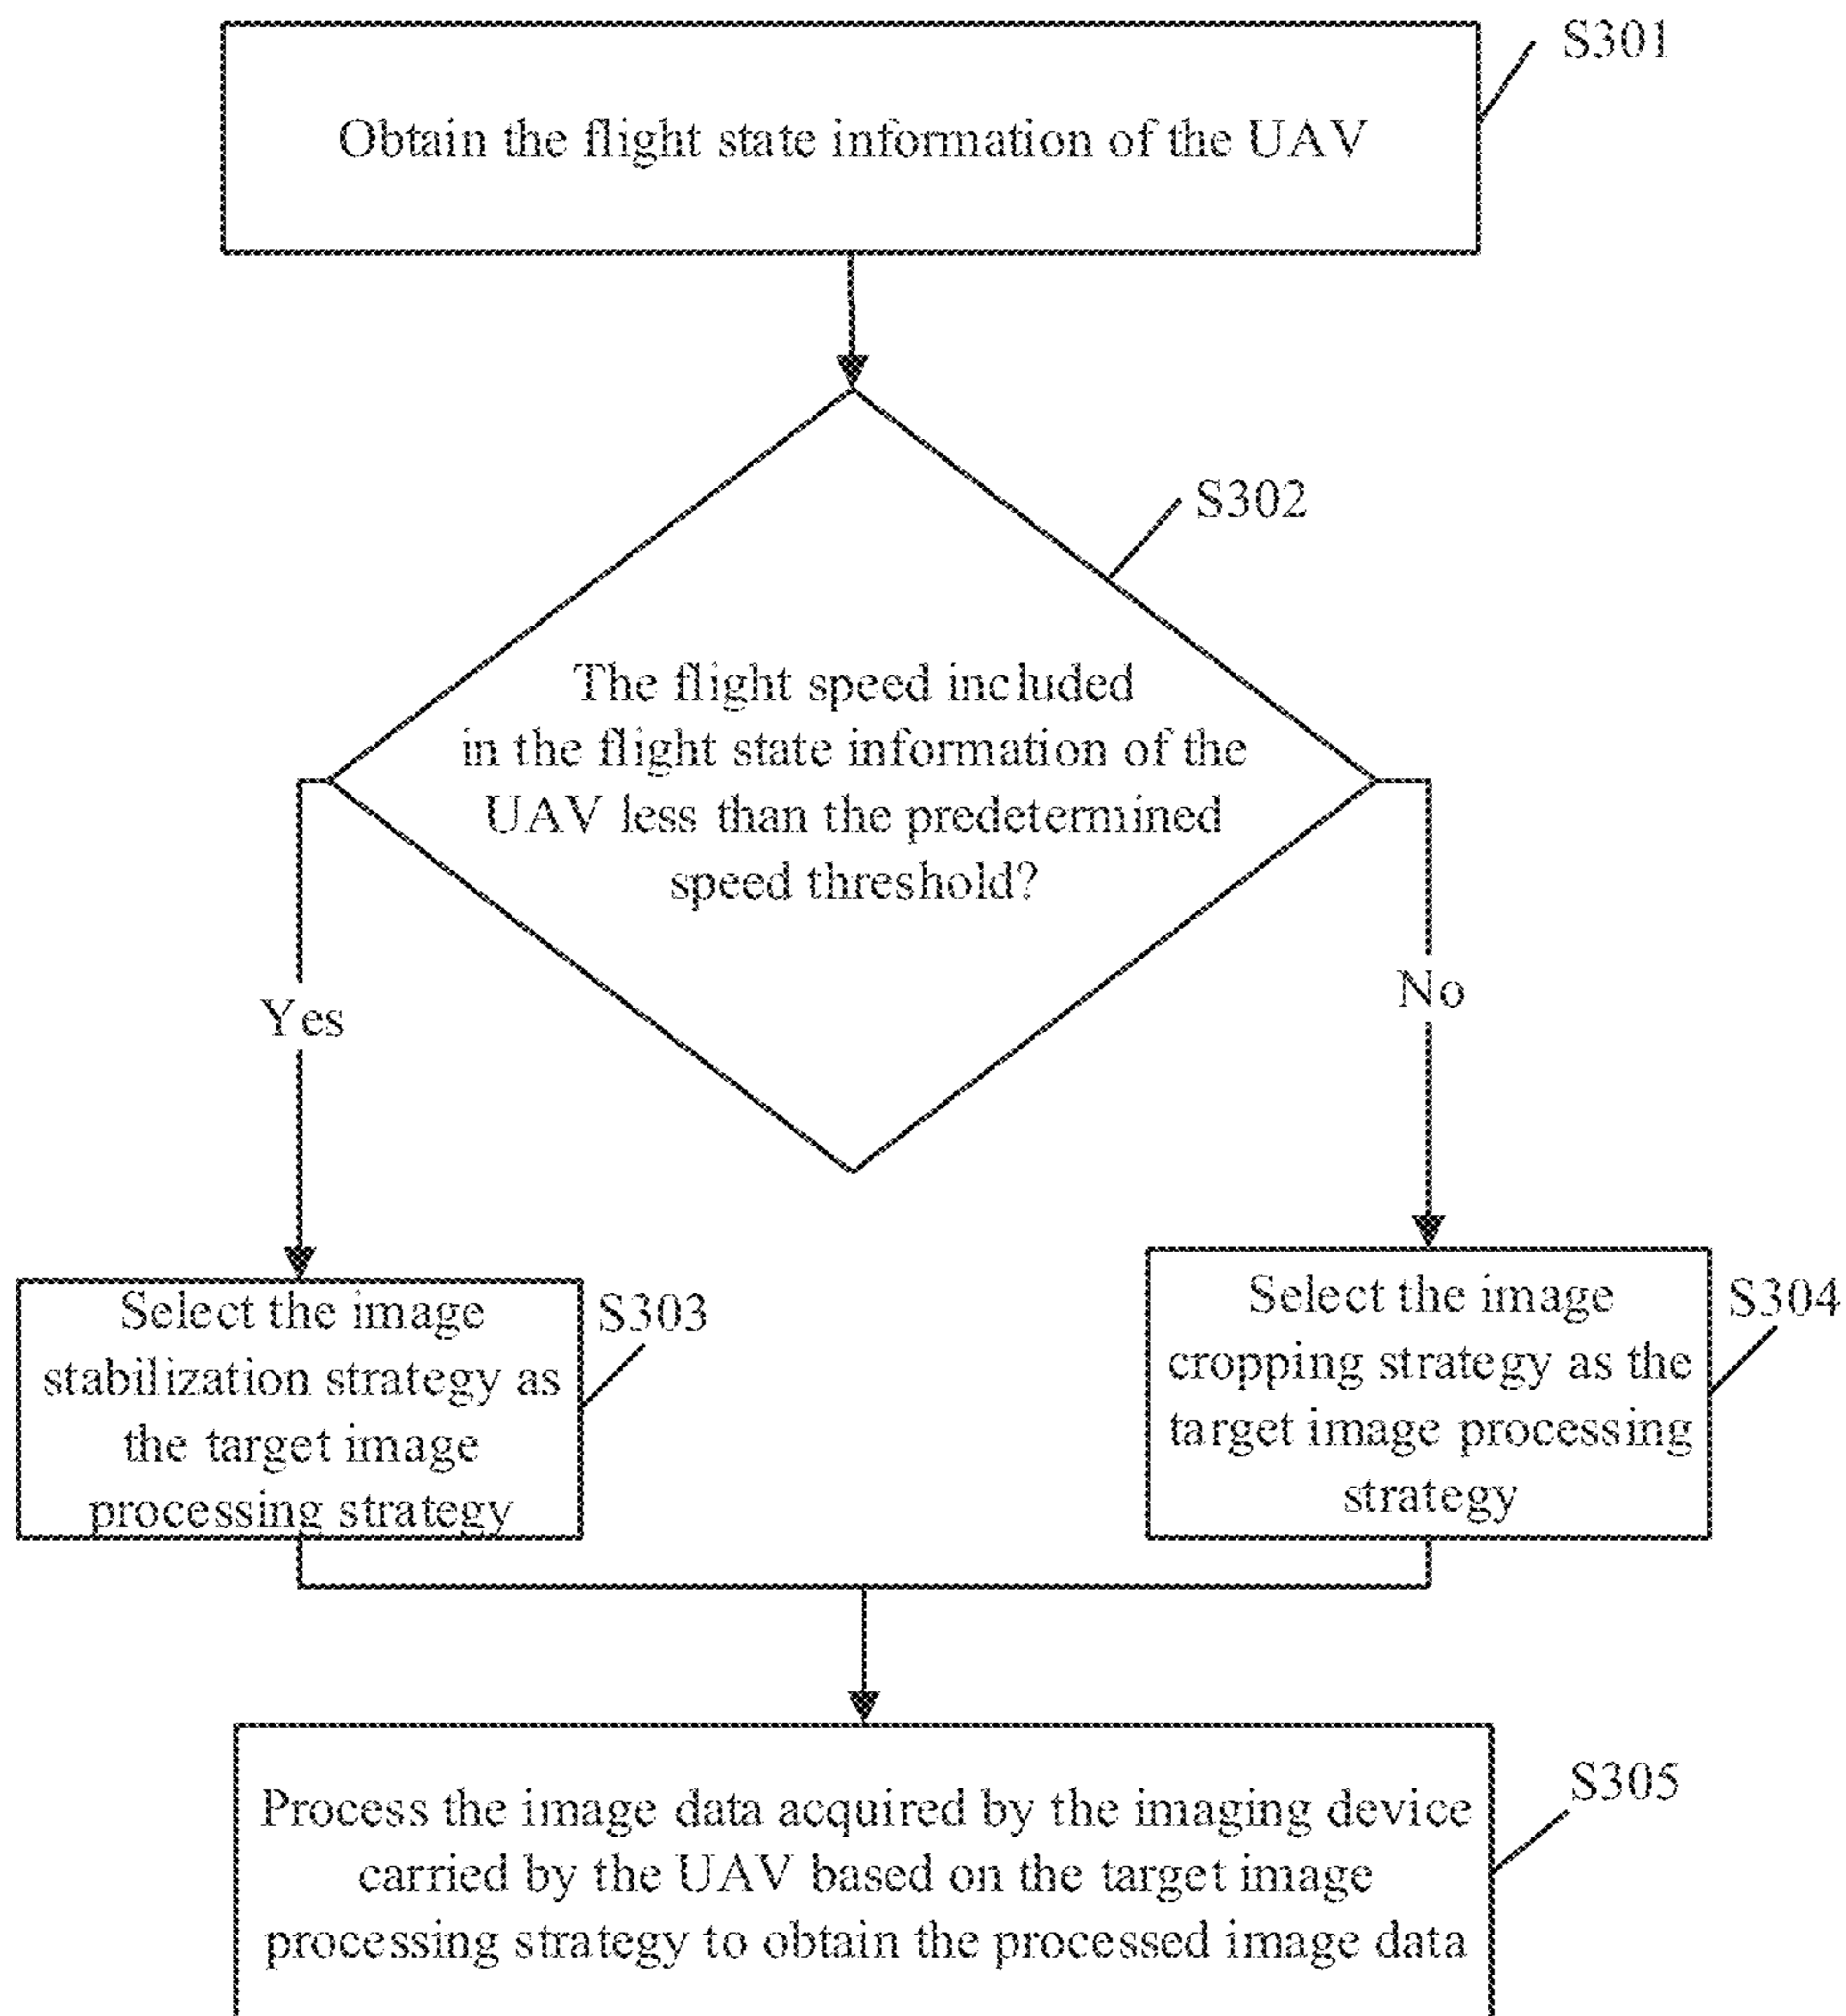 S301
Obtain the flight state information of the UAV
S302
The flight speed included
in the flight state information of the
UAV less than the predetermined
speed threshold?
Yes
No
Select the image
stabilization strategy as
the target image
processing strategy
S303
Select the image
cropping strategy as the
target image processing
strategy
S304
S305
Process the image data acquired by the imaging device
carried by the UAV based on the target image
processing strategy to obtain the processed image data